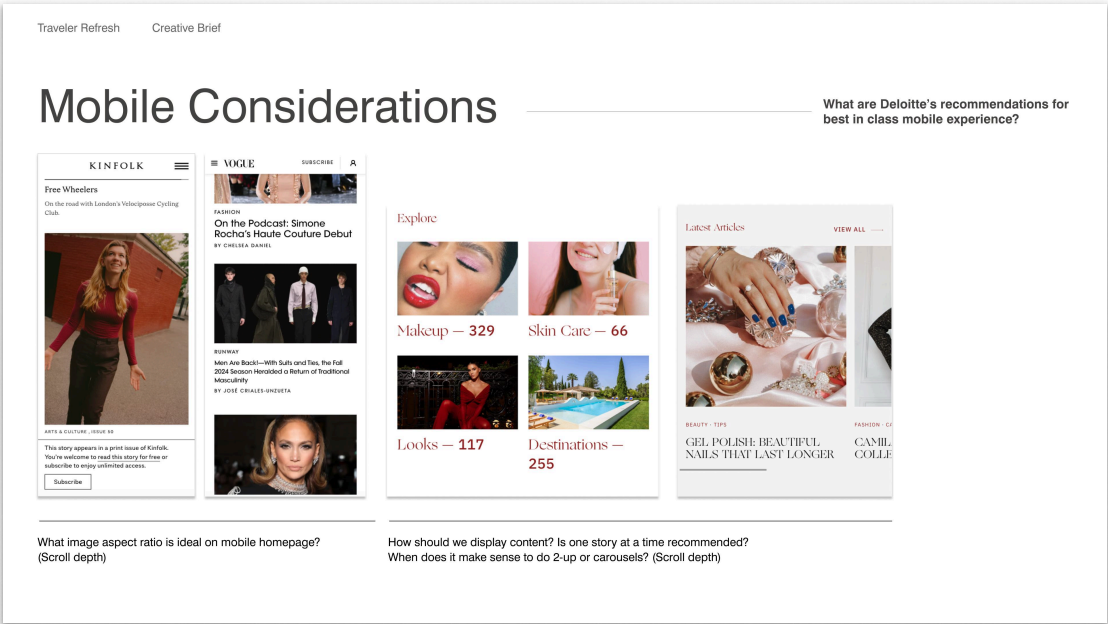 Traveler Refresh
Creative Brief
Mobile Considerations
What are Deloitte's recommendations for
best in class mobile experience?
KINFOLK
Free Wheelers
On the road with London's Velociposse Cycling
Club.
ARTS & CULTURE , ISSUE 50
This story appears in a print issue of Kinfolk.
You're welcome to read this story for free or
subscribe to enjoy unlimited access.
Subscribe
VOGUE
SUBSCRIBE
FASHION
On the Podcast: Simone
Rocha's Haute Couture Debut
BY CHELSEA DANIEL
RUNWAY
Men Are Back!—With Suits and Ties, the Fall
2024 Season Heralded a Return of Traditional
Masculinity
BY JOSÉ CRIALES-UNZUETA
Explore
Makeup — 329
Skin Care — 66
Looks — 117
Destinations —
255
Latest Articles
VIEW ALL
BEAUTY · TIPS
GEL POLISH: BEAUTIFUL
NAILS THAT LAST LONGER
FASHION · CA
CAMIL
COLLE
What image aspect ratio is ideal on mobile homepage?
(Scroll depth)
How should we display content? Is one story at a time recommended?
When does it make sense to do 2-up or carousels? (Scroll depth)